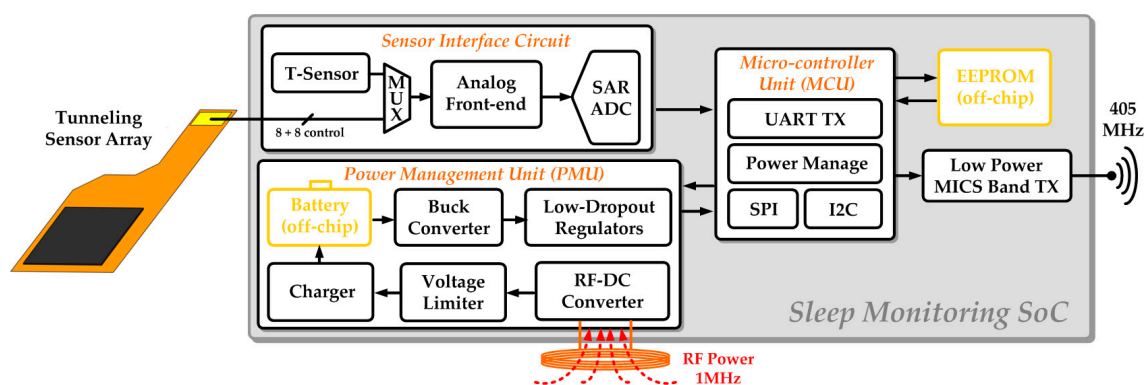 Sensor Interface Circuit
T-Sensor
MUX
Analog
Front-end
SAR
ADC
8 + 8 control
Tunneling
Sensor Array
Micro-controller
Unit (MCU)
UART TX
Power Manage
SPI
I2C
EEPROM
(off-chip)
Low Power
MICS Band TX
405
MHz
Power Management Unit (PMU)
Battery
(off-chip)
Buck
Converter
Low-Dropout
Regulators
Charger
Voltage
Limiter
RF-DC
Converter
Sleep Monitoring SoC
RF Power
1MHz